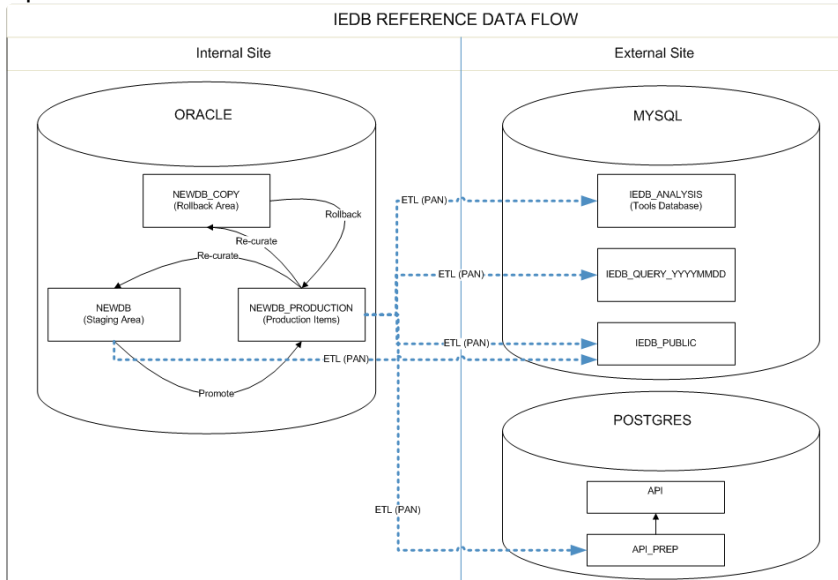 IEDB REFERENCE DATA FLOW
Internal Site
External Site
ORACLE
MYSQL
NEWDB_COPY
(Rollback Area)
Rollback
Re-curate
Re-curate
NEWDB
(Staging Area)
NEWDB_PRODUCTION
(Production Items)
Promote
ETL (PAN)
IEDB_ANALYSIS
(Tools Database)
ETL (PAN)
IEDB_QUERY_YYYYMMDD
ETL (PAN)
IEDB_PUBLIC
ETL (PAN)
POSTGRES
API
ETL (PAN)
API_PREP